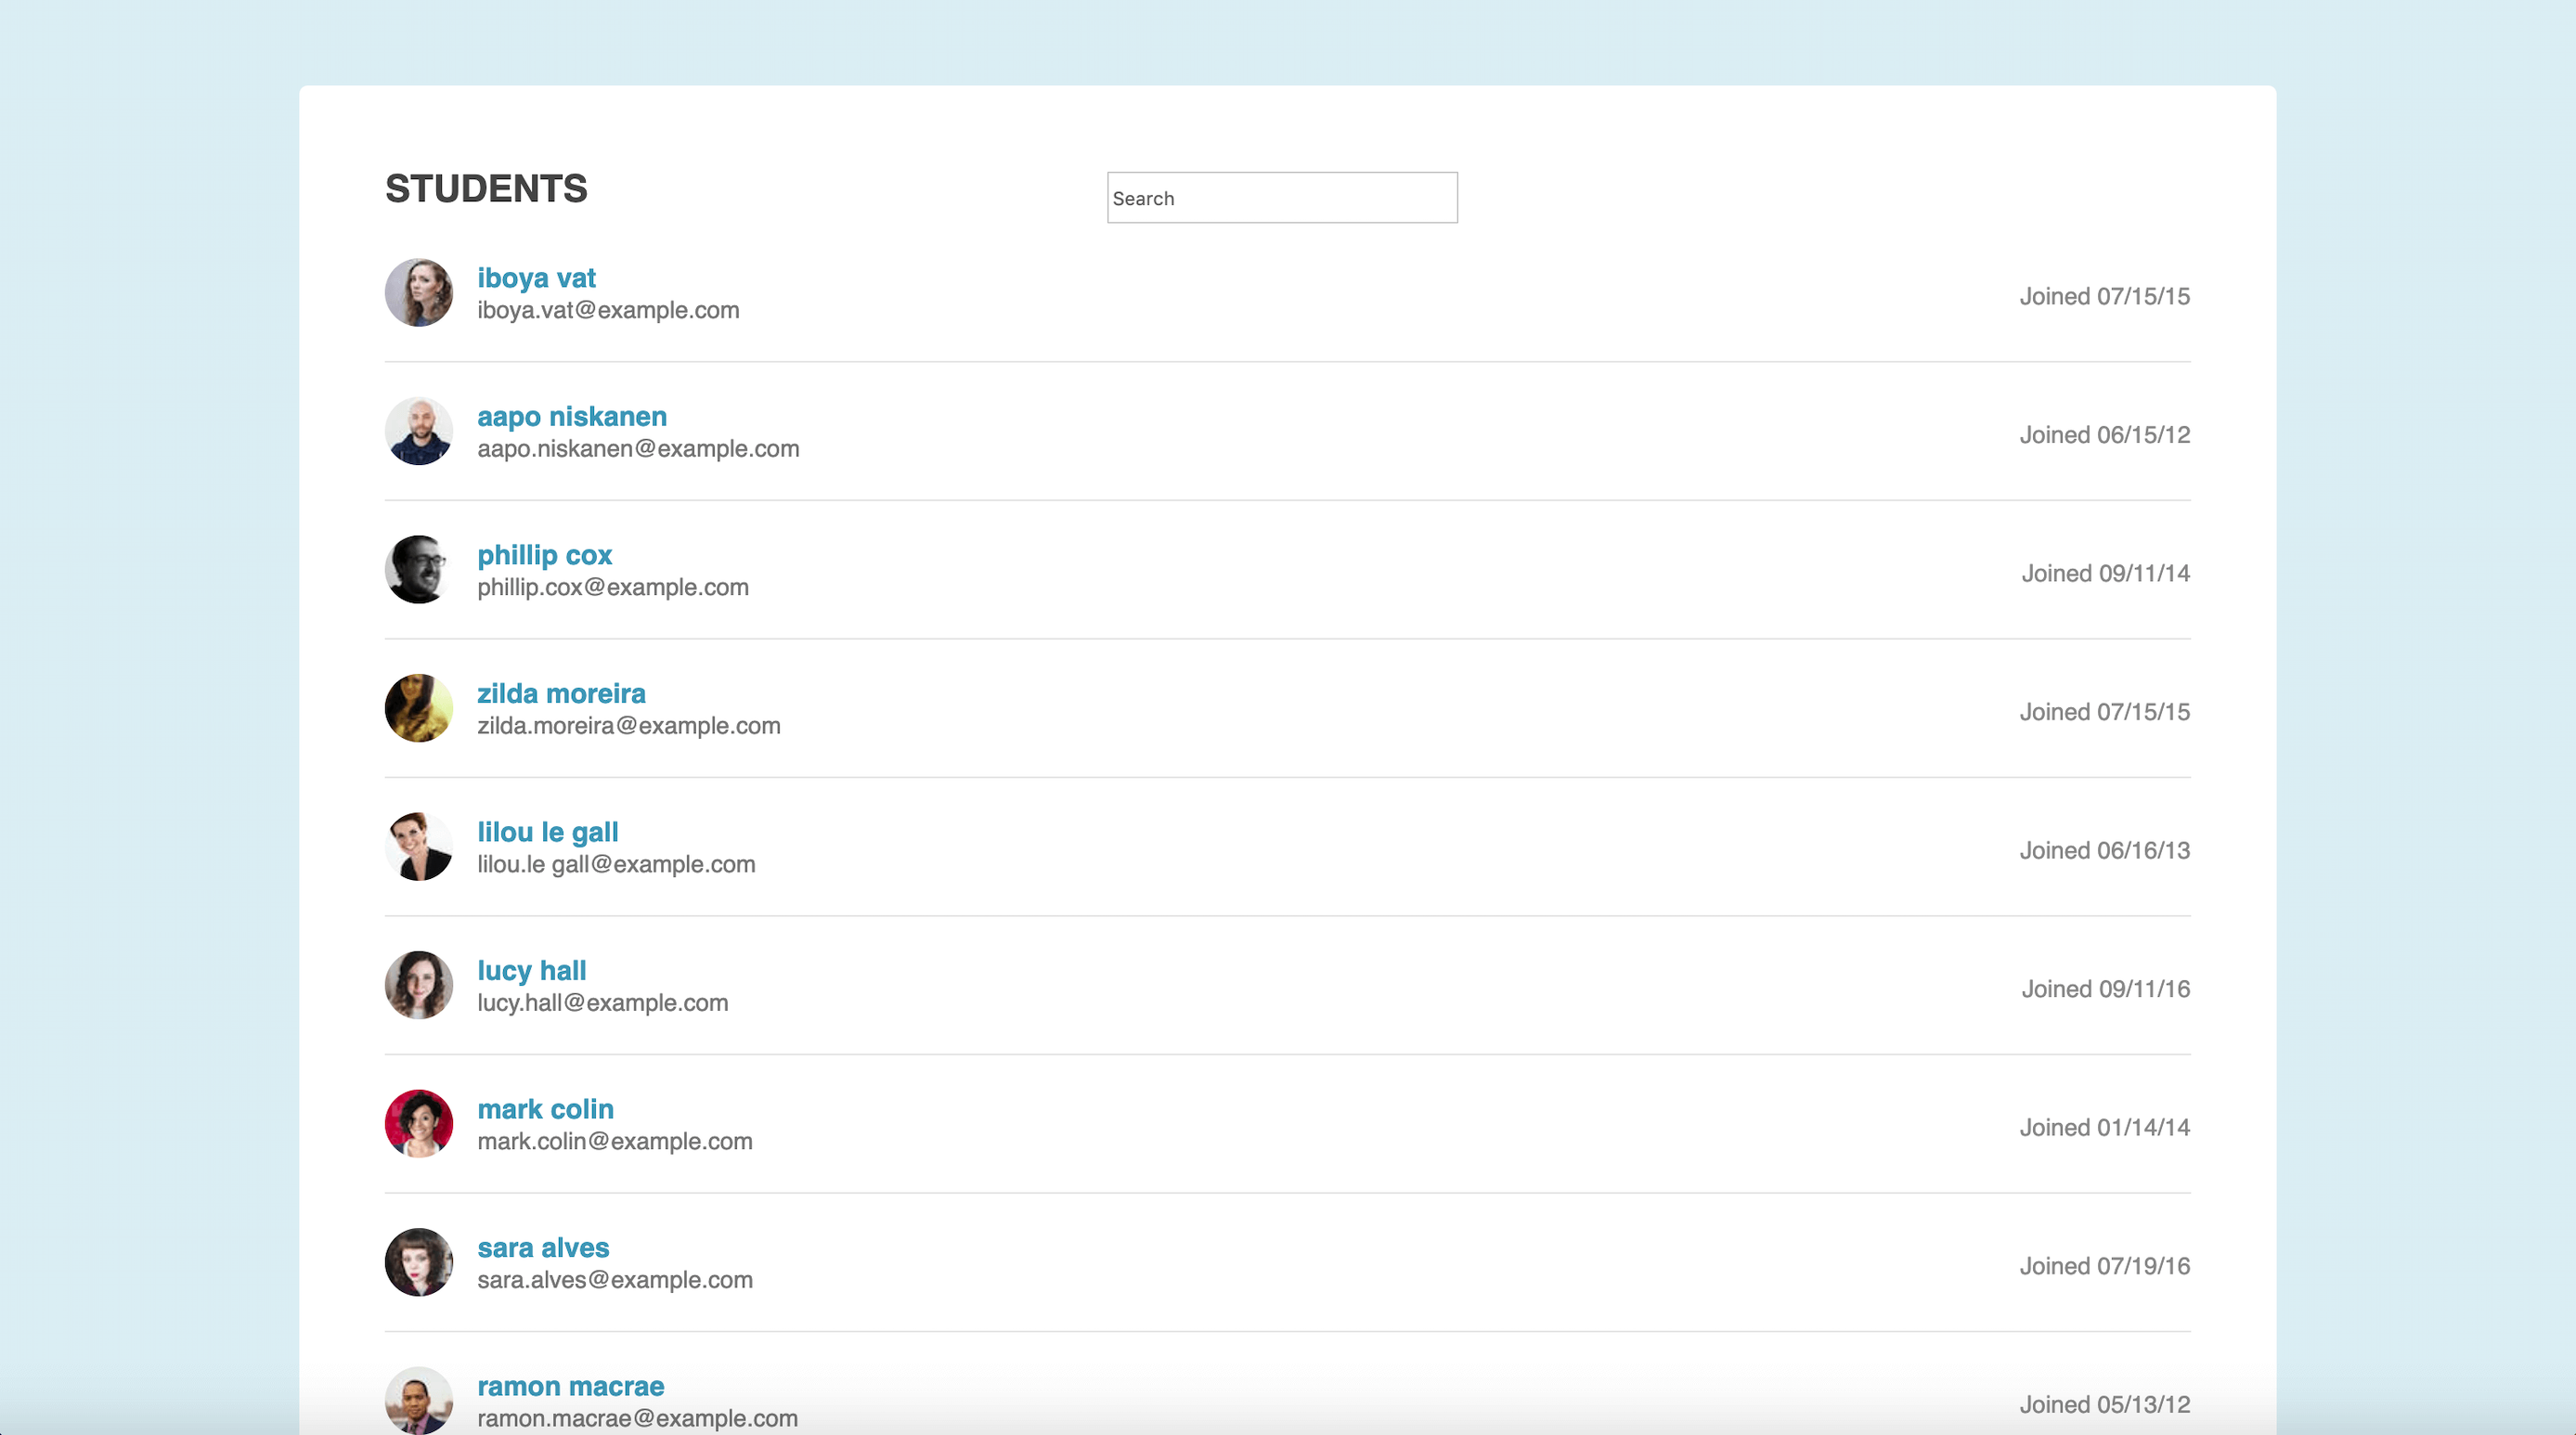 STUDENTS
Search
iboya vat
iboya.vat@example.com
Joined 07/15/15
aapo niskanen
aapo.niskanen@example.com
Joined 06/15/12
phillip cox
phillip.cox@example.com
Joined 09/11/14
zilda moreira
zilda.moreira@example.com
Joined 07/15/15
lilou le gall
lilou.le gall@example.com
Joined 06/16/13
lucy hall
lucy.hall@example.com
Joined 09/11/16
mark colin
mark.colin@example.com
Joined 01/14/14
sara alves
sara.alves@example.com
Joined 07/19/16
ramon macrae
ramon.macrae@example.com
Joined 05/13/12